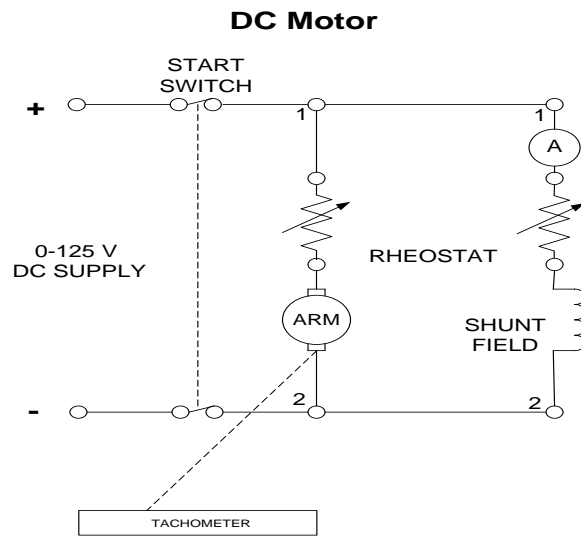 DC Motor
START
SWITCH
+
1
1
A
0-125 V
DC SUPPLY
RHEOSTAT
ARM
SHUNT
FIELD
-
2
2
TACHOMETER